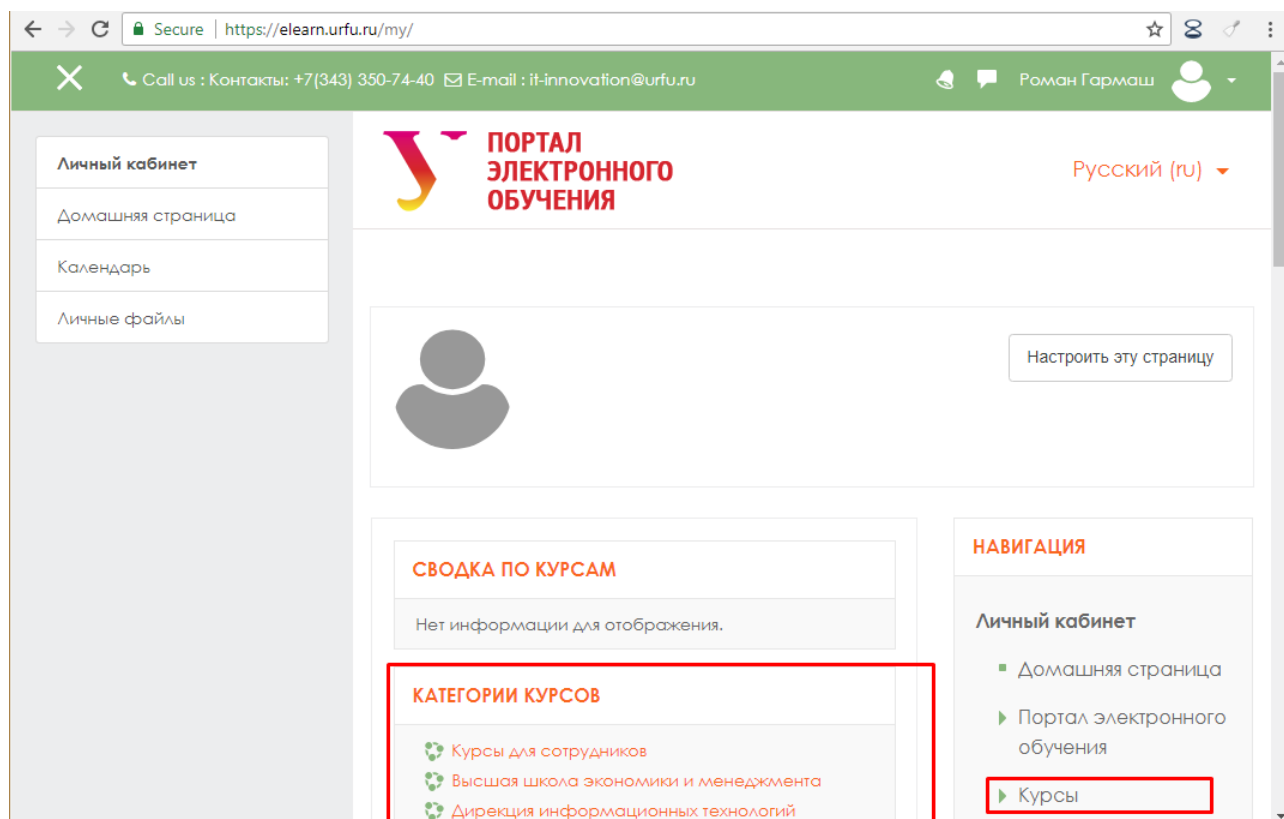 Secure | https://elearn.urfu.ru/my/
Call us : Контакты: +7(343) 350-74-40 E-mail : it-innovation@urfu.ru Роман Гармаш
Личный кабинет
Домашняя страница
Календарь
Личные файлы
У ПОРТАЛ
ЭЛЕКТРОННОГО
ОБУЧЕНИЯ
Русский (ru)
Настроить эту страницу
СВОДКА ПО КУРСАМ
Нет информации для отображения.
КАТЕГОРИИ КУРСОВ
Курсы для сотрудников
Высшая школа экономики и менеджмента
Дирекция информационных технологий
НАВИГАЦИЯ
Личный кабинет
Домашняя страница
Портал электронного
обучения
Курсы